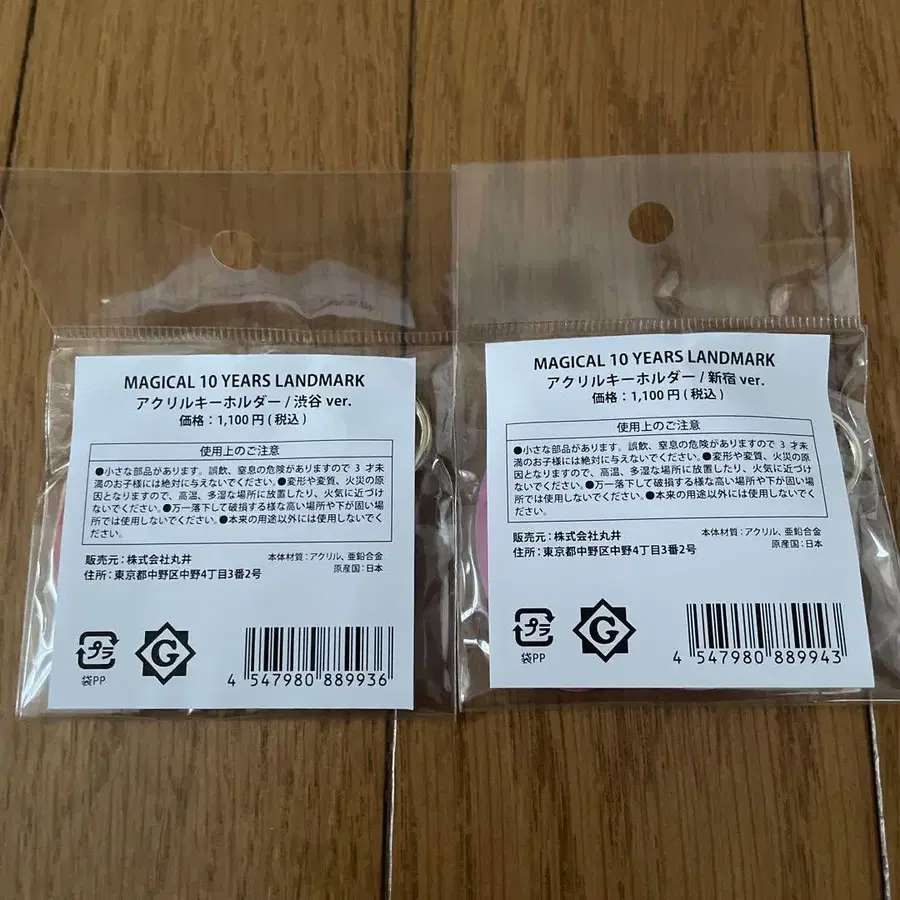 MAGICAL 10 YEARS LANDMARK
アクリルキーホルダー / 渋谷 ver.
価格：1,100円 ( 税込 )
使用上のご注意
●小さな部品があります。誤飲、窒息の危険がありますので 3 才未
満のお子様には絶対に与えないでください。●変形や変質、火災の原
因となりますので、高温、多湿な場所に放置したり、火気に近づけ
ないでください。●万一落下して破損する様な高い場所や下が固い場
所では使用しないでください。●本来の用途以外には使用しないでく
ださい。
販売元：株式会社丸井
本体材質：アクリル、亜鉛合金
原産国：日本
住所：東京都中野区中野4丁目3番2号
プラ
袋PP
G
4 547980 889936
MAGICAL 10 YEARS LANDMARK
アクリルキーホルダー / 新宿 ver.
価格：1,100円 ( 税込 )
使用上のご注意
●小さな部品があります。誤飲、窒息の危険がありますので 3 才未
満のお子様には絶対に与えないでください。●変形や変質、火災の原
因となりますので、高温、多湿な場所に放置したり、火気に近づけ
ないでください。●万一落下して破損する様な高い場所や下が固い場
所では使用しないでください。●本来の用途以外には使用しないでく
ださい。
販売元：株式会社丸井
本体材質：アクリル、亜鉛合金
原産国：日本
住所：東京都中野区中野4丁目3番2号
プラ
袋PP
G
4 547980 889943